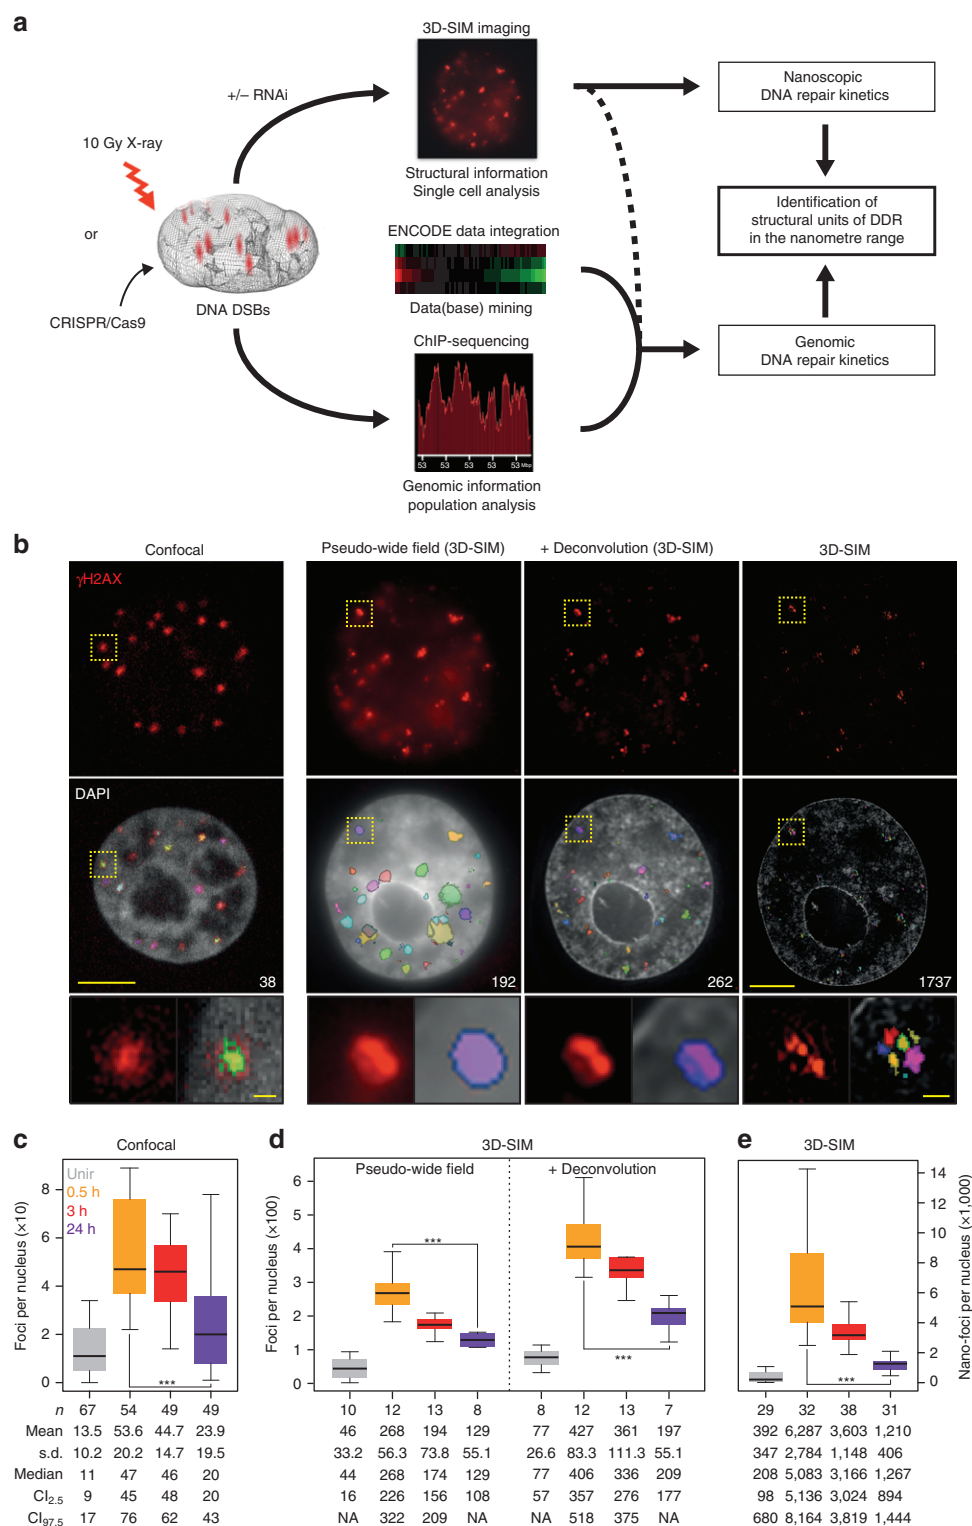 a
3D-SIM imaging
+/– RNAi
10 Gy X-ray
or
CRISPR/Cas9
DNA DSBs
Structural information
Single cell analysis
ENCODE data integration
Data(base) mining
ChIP-sequencing
53 53 53 53 53 Mbp
Genomic information
population analysis
Nanoscopic
DNA repair kinetics
Identification of
structural units of DDR
in the nanometre range
Genomic
DNA repair kinetics
b
Confocal Pseudo-wide field (3D-SIM) + Deconvolution (3D-SIM) 3D-SIM
γH2AX
DAPI
38 192 262 1737
c
Confocal
Foci per nucleus (×10)
8
6
4
2
0
Unir
0.5 h
3 h
24 h
***
n 67 54 49 49
Mean 13.5 53.6 44.7 23.9
s.d. 10.2 20.2 14.7 19.5
Median 11 47 46 20
CI2.5 9 45 48 20
CI97.5 17 76 62 43
d
3D-SIM
Pseudo-wide field + Deconvolution
Foci per nucleus (×100)
6
5
4
3
2
1
0
***
***
10 12 13 8 8 12 13 7
46 268 194 129 77 427 361 197
33.2 56.3 73.8 55.1 26.6 83.3 111.3 55.1
44 268 174 129 77 406 336 209
16 226 156 108 57 357 276 177
NA 322 209 NA NA 518 375 NA
e
3D-SIM
Nano-foci per nucleus (×1,000)
14
12
10
8
6
4
2
0
***
29 32 38 31
392 6,287 3,603 1,210
347 2,784 1,148 406
208 5,083 3,166 1,267
98 5,136 3,024 894
680 8,164 3,819 1,444